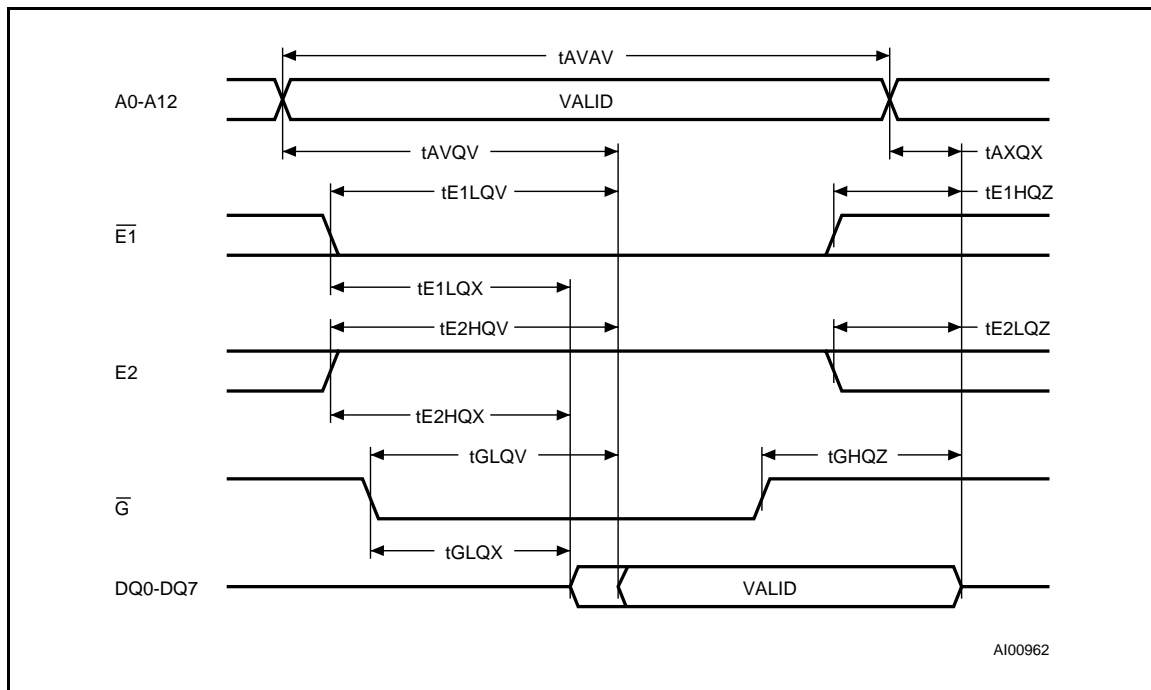 tAVAV
A0-A12
VALID
tAVQV
tAXQX
tE1LQV
tE1HQZ
E1
tE1LQX
tE2HQV
tE2LQZ
E2
tE2HQX
tGLQV
tGHQZ
G
tGLQX
DQ0-DQ7
VALID
AI00962